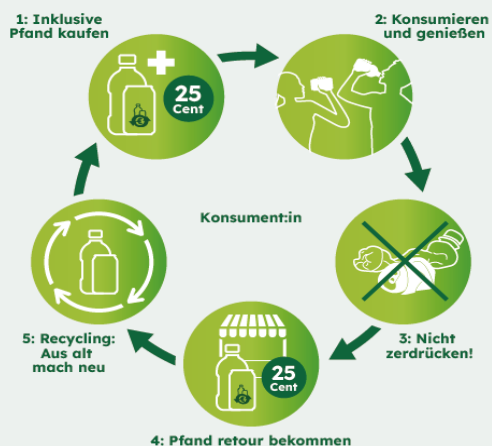 1: Inklusive
Pfand kaufen
25
Cent
2: Konsumieren
und genießen
Konsument:in
3: Nicht
zerdrücken!
25
Cent
4: Pfand retour bekommen
5: Recycling:
Aus alt
mach neu